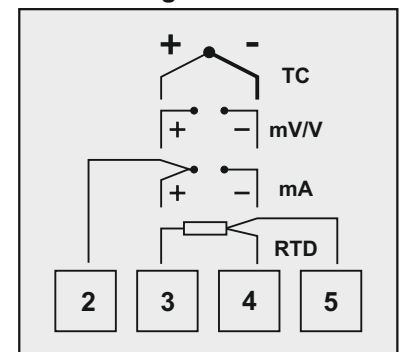 + -
TC
+ − mV/V
+ − mA
RTD
2 3 4 5